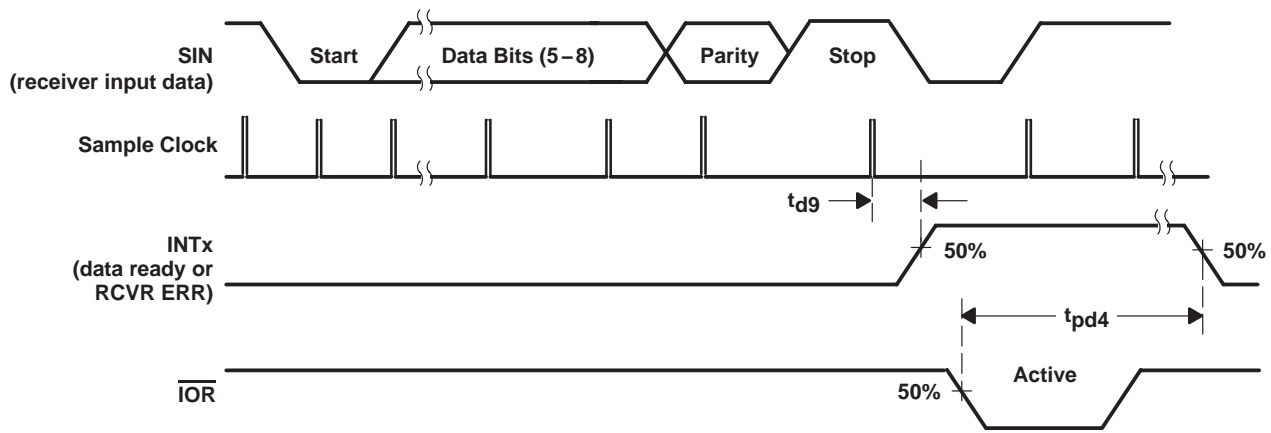 SIN
(receiver input data)
Start
Data Bits (5–8)
Parity
Stop
Sample Clock
td9
INTx
(data ready or
RCVR ERR)
50%
50%
tpd4
IOR
50%
Active